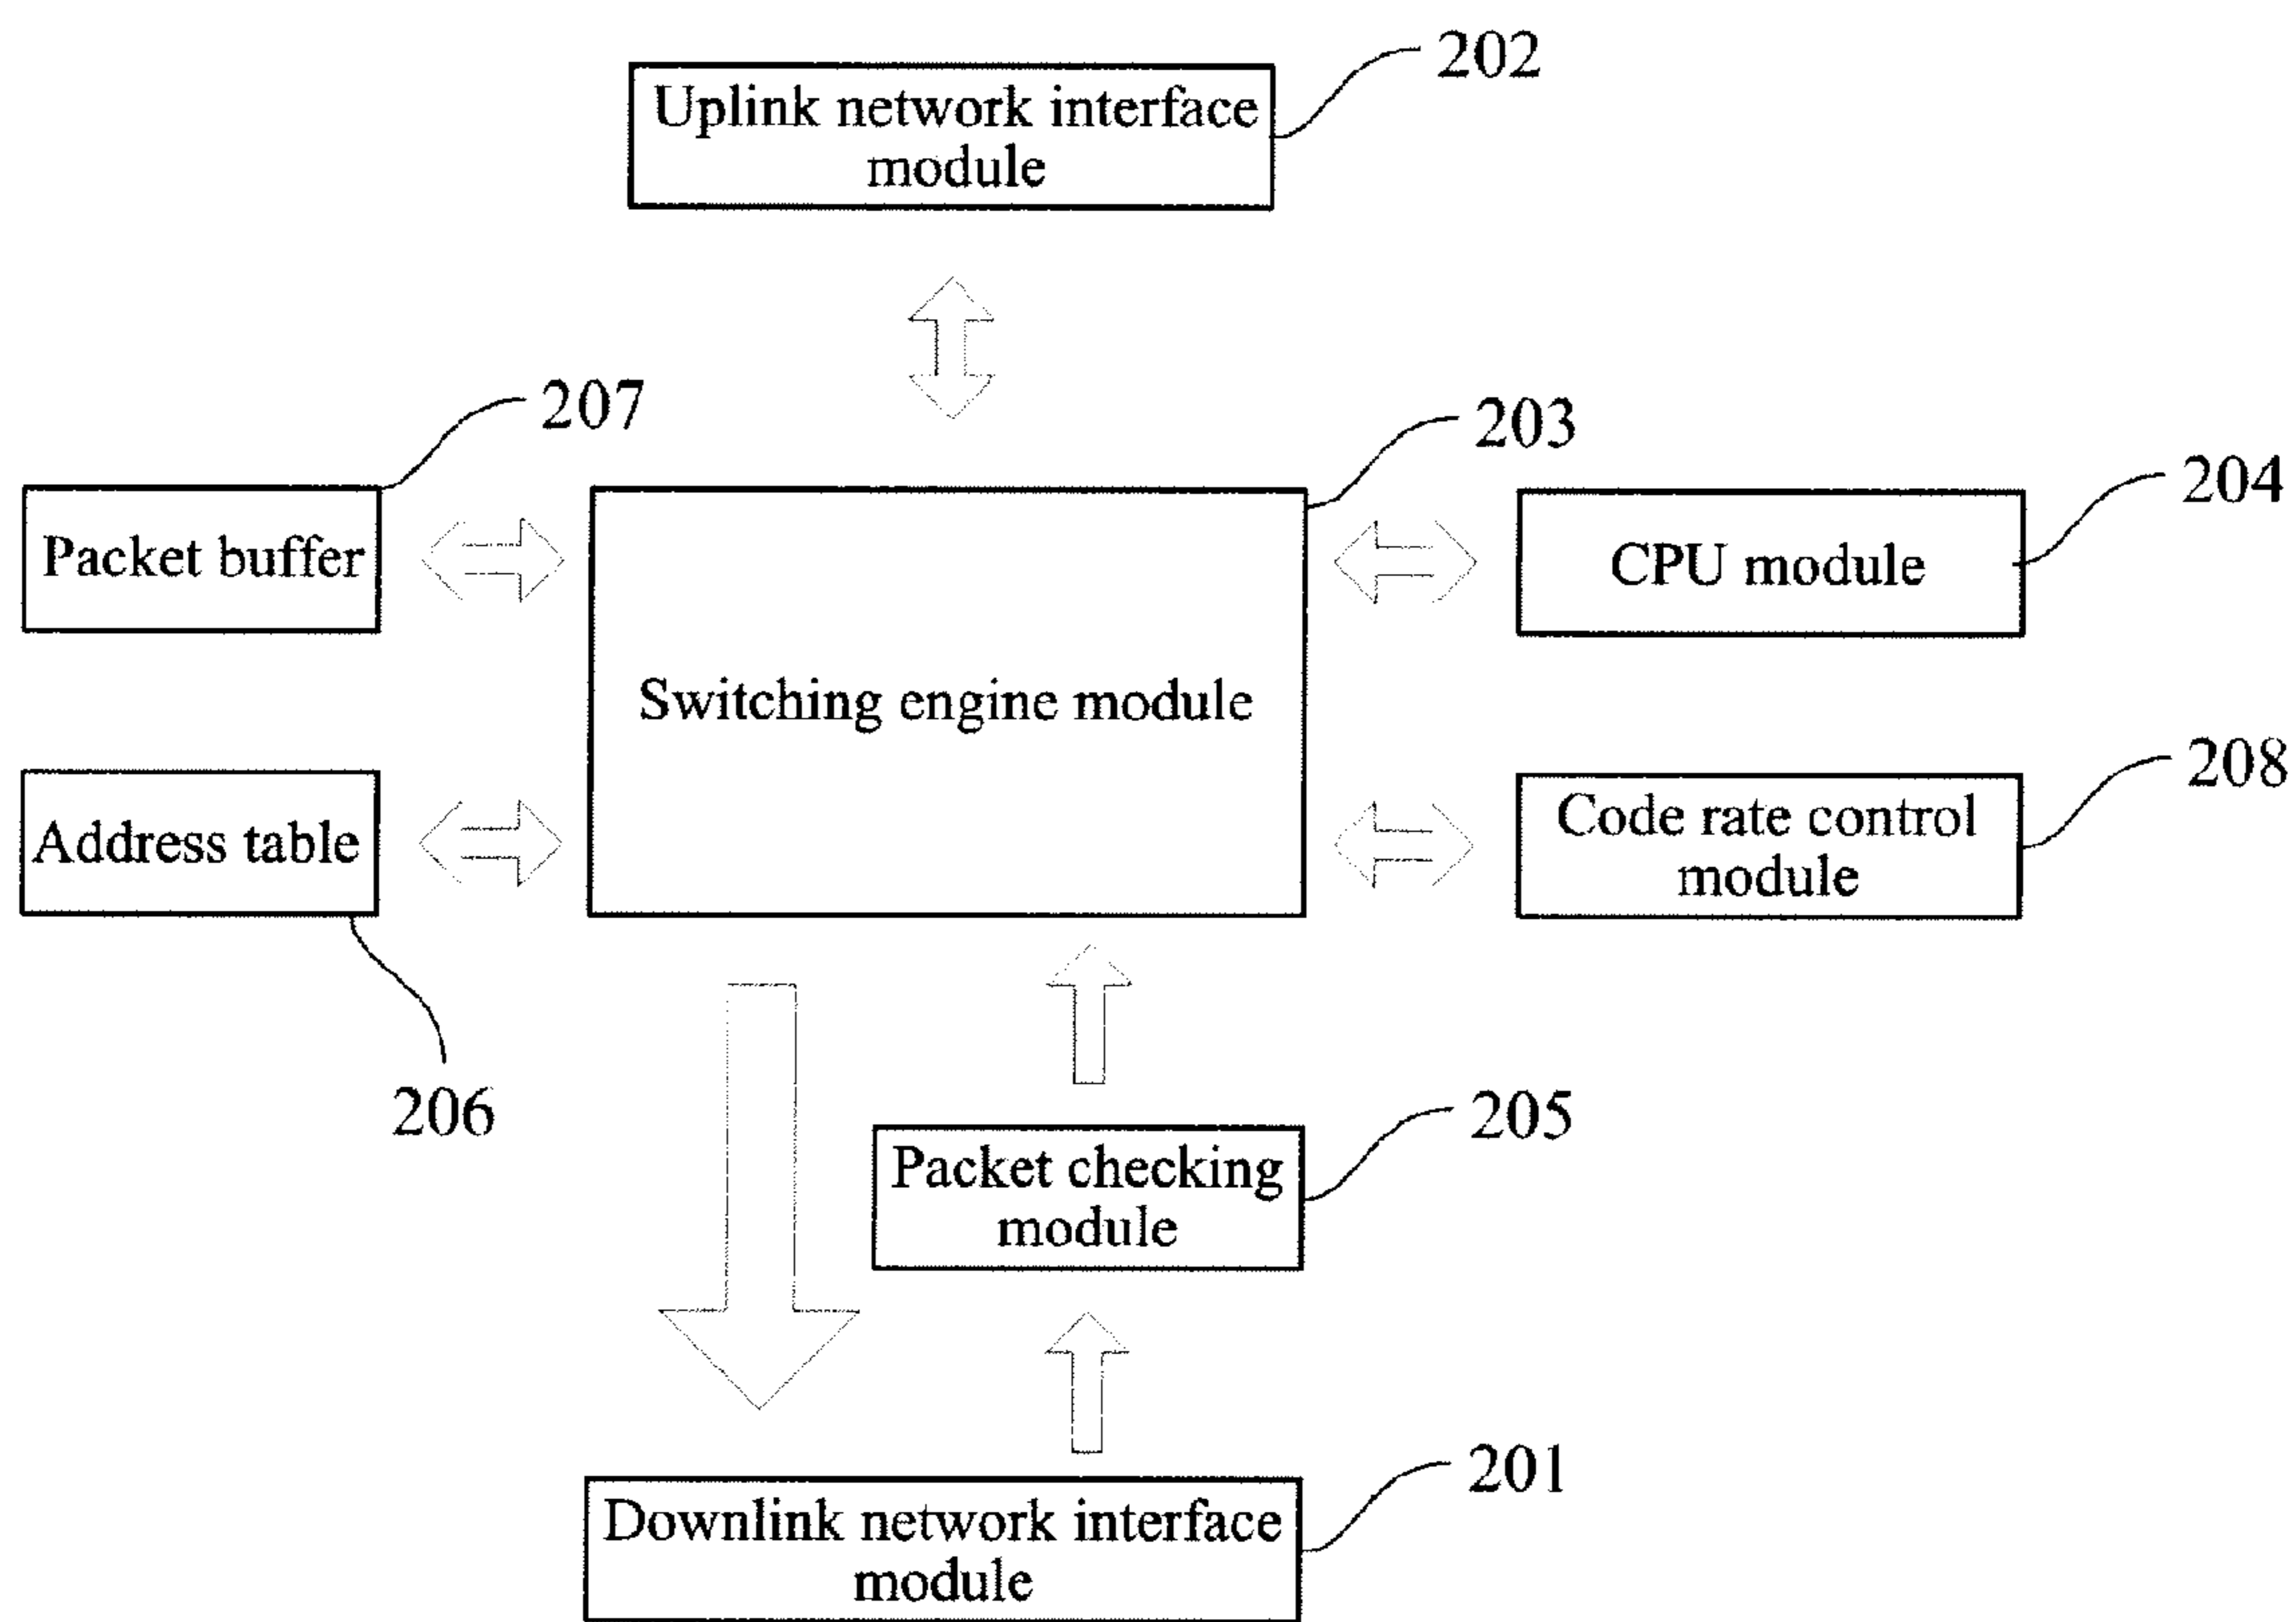 202
Uplink network interface
module
207
203
204
Packet buffer
CPU module
Switching engine module
208
Address table
Code rate control
module
206
205
Packet checking
module
201
Downlink network interface
module